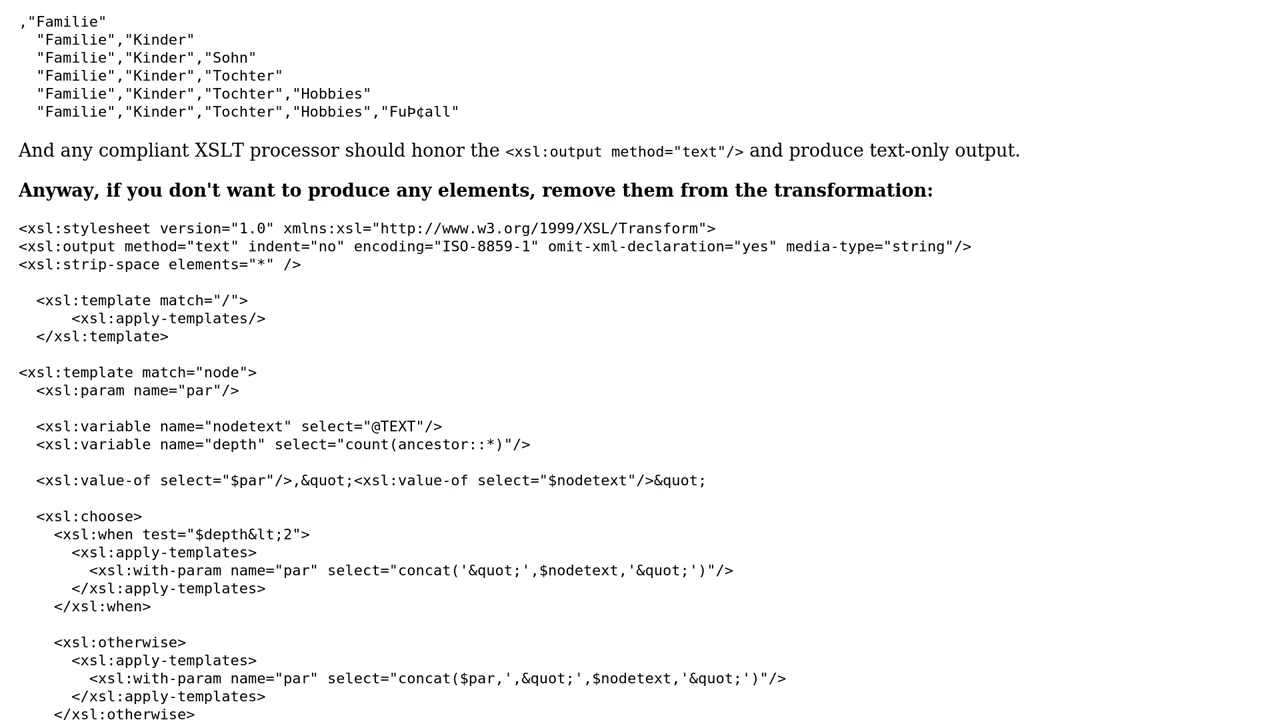 ,"Familie"
"Familie","Kinder"
"Familie","Kinder","Sohn"
"Familie","Kinder","Tochter"
"Familie","Kinder","Tochter","Hobbies"
"Familie","Kinder","Tochter","Hobbies","FuÞ¢all"
And any compliant XSLT processor should honor the <xsl:output method="text"/> and produce text-only output.
Anyway, if you don't want to produce any elements, remove them from the transformation:
<xsl:stylesheet version="1.0" xmlns:xsl="http://www.w3.org/1999/XSL/Transform">
<xsl:output method="text" indent="no" encoding="ISO-8859-1" omit-xml-declaration="yes" media-type="string"/>
<xsl:strip-space elements="*" />
<xsl:template match="/">
<xsl:apply-templates/>
</xsl:template>
<xsl:template match="node">
<xsl:param name="par"/>
<xsl:variable name="nodetext" select="@TEXT"/>
<xsl:variable name="depth" select="count(ancestor::*)"/>
<xsl:value-of select="$par"/>,&quot;<xsl:value-of select="$nodetext"/>&quot;
<xsl:choose>
<xsl:when test="$depth&lt;2">
<xsl:apply-templates>
<xsl:with-param name="par" select="concat('&quot;',$nodetext,'&quot;')"/>
</xsl:apply-templates>
</xsl:when>
<xsl:otherwise>
<xsl:apply-templates>
<xsl:with-param name="par" select="concat($par,',&quot;',$nodetext,'&quot;')"/>
</xsl:apply-templates>
</xsl:otherwise>